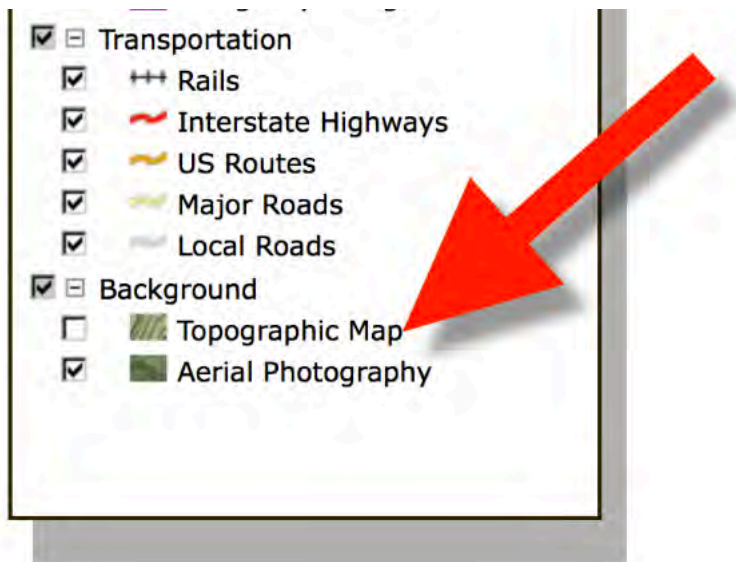 Transportation
Rails
Interstate Highways
US Routes
Major Roads
Local Roads
Background
Topographic Map
Aerial Photography